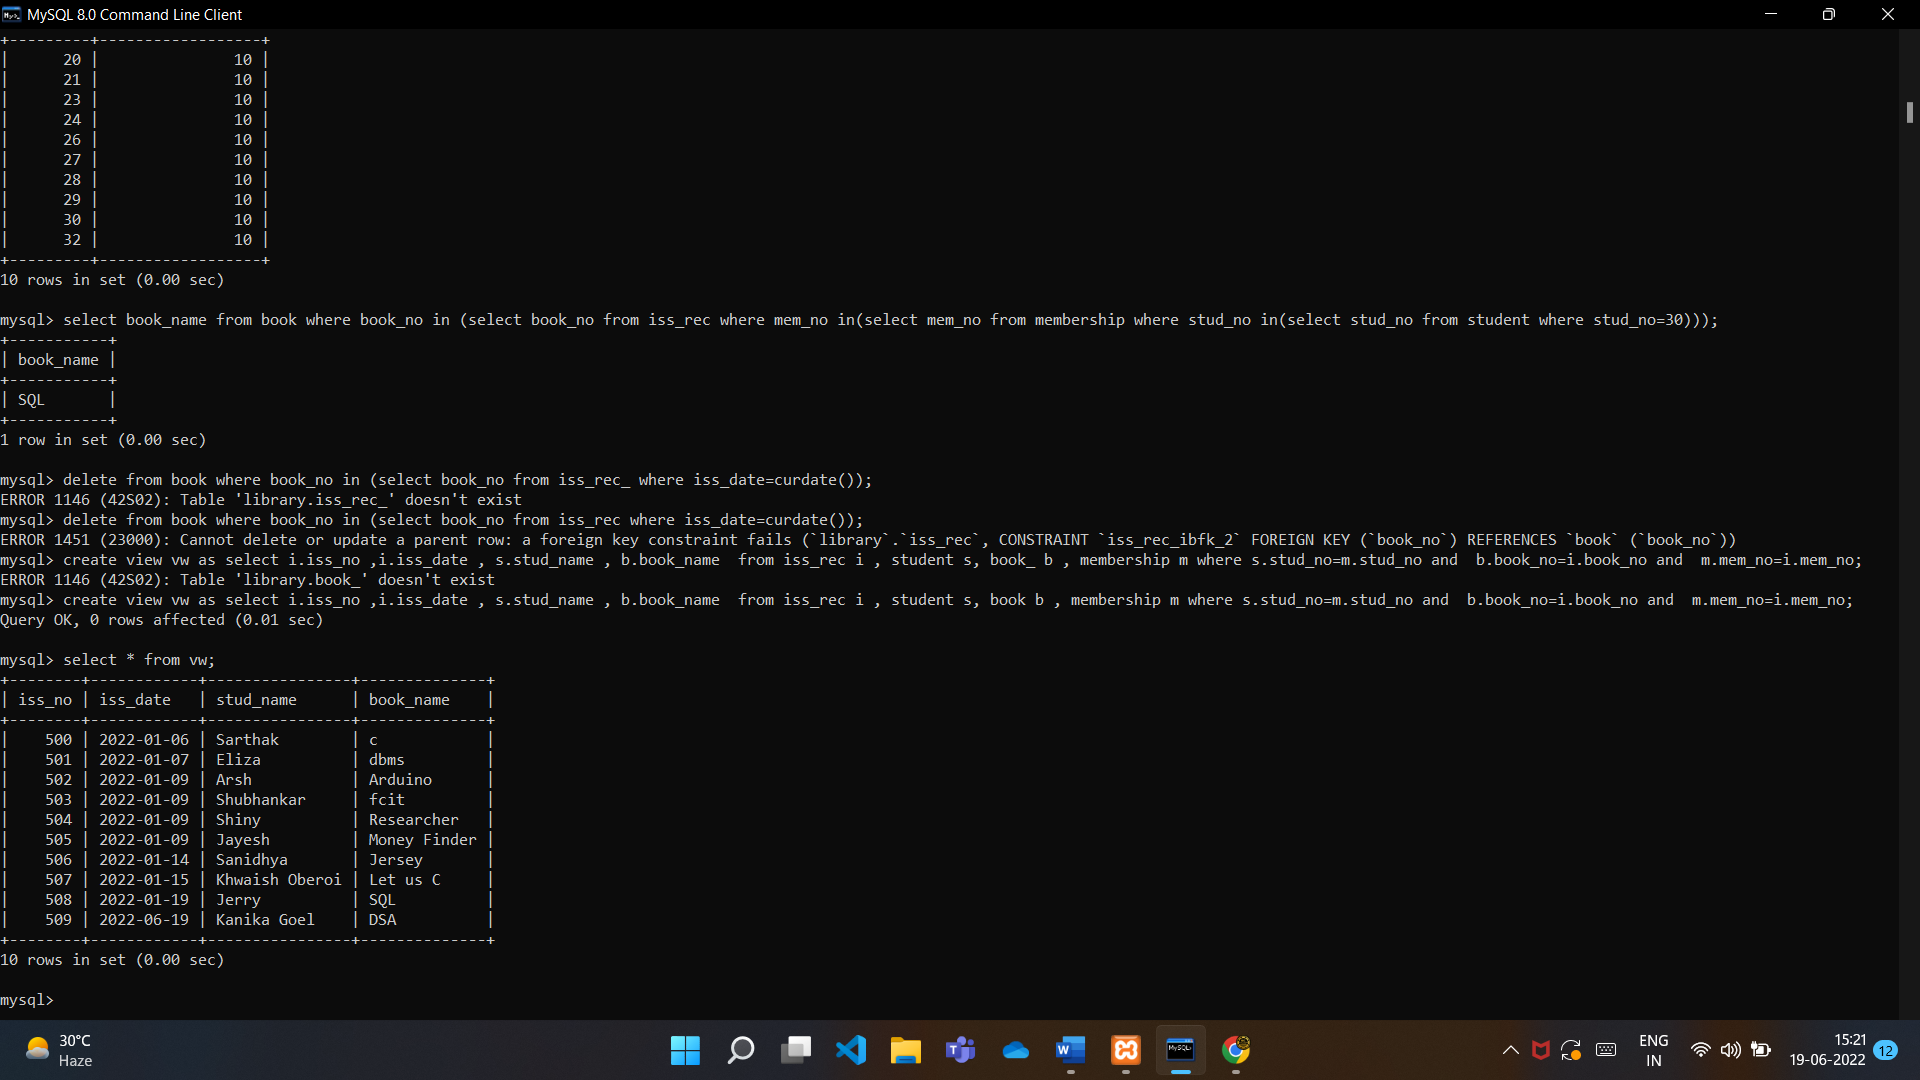 MySQL 8.0 Command Line Client
+---------+------------------+
|      20 |               10 |
|      21 |               10 |
|      23 |               10 |
|      24 |               10 |
|      26 |               10 |
|      27 |               10 |
|      28 |               10 |
|      29 |               10 |
|      30 |               10 |
|      32 |               10 |
+---------+------------------+
10 rows in set (0.00 sec)
mysql> select book_name from book where book_no in (select book_no from iss_rec where mem_no in(select mem_no from membership where stud_no in(select stud_no from student where stud_no=30)));
+-----------+
| book_name |
+-----------+
| SQL       |
+-----------+
1 row in set (0.00 sec)
mysql> delete from book where book_no in (select book_no from iss_rec_ where iss_date=curdate());
ERROR 1146 (42S02): Table 'library.iss_rec_' doesn't exist
mysql> delete from book where book_no in (select book_no from iss_rec where iss_date=curdate());
ERROR 1451 (23000): Cannot delete or update a parent row: a foreign key constraint fails (`library`.`iss_rec`, CONSTRAINT `iss_rec_ibfk_2` FOREIGN KEY (`book_no`) REFERENCES `book` (`book_no`))
mysql> create view vw as select i.iss_no ,i.iss_date , s.stud_name , b.book_name  from iss_rec i , student s, book_ b , membership m where s.stud_no=m.stud_no and  b.book_no=i.book_no and  m.mem_no=i.mem_no;
ERROR 1146 (42S02): Table 'library.book_' doesn't exist
mysql> create view vw as select i.iss_no ,i.iss_date , s.stud_name , b.book_name  from iss_rec i , student s, book b , membership m where s.stud_no=m.stud_no and  b.book_no=i.book_no and  m.mem_no=i.mem_no;
Query OK, 0 rows affected (0.01 sec)
mysql> select * from vw;
+--------+------------+----------------+--------------+
| iss_no | iss_date   | stud_name      | book_name    |
+--------+------------+----------------+--------------+
|    500 | 2022-01-06 | Sarthak        | c            |
|    501 | 2022-01-07 | Eliza          | dbms         |
|    502 | 2022-01-09 | Arsh           | Arduino      |
|    503 | 2022-01-09 | Shubhankar     | fcit         |
|    504 | 2022-01-09 | Shiny          | Researcher   |
|    505 | 2022-01-09 | Jayesh         | Money Finder |
|    506 | 2022-01-14 | Sanidhya       | Jersey       |
|    507 | 2022-01-15 | Khwaish Oberoi | Let us C     |
|    508 | 2022-01-19 | Jerry          | SQL          |
|    509 | 2022-06-19 | Kanika Goel    | DSA          |
+--------+------------+----------------+--------------+
10 rows in set (0.00 sec)
mysql>
30°C
Haze
ENG
IN
15:21
19-06-2022
12